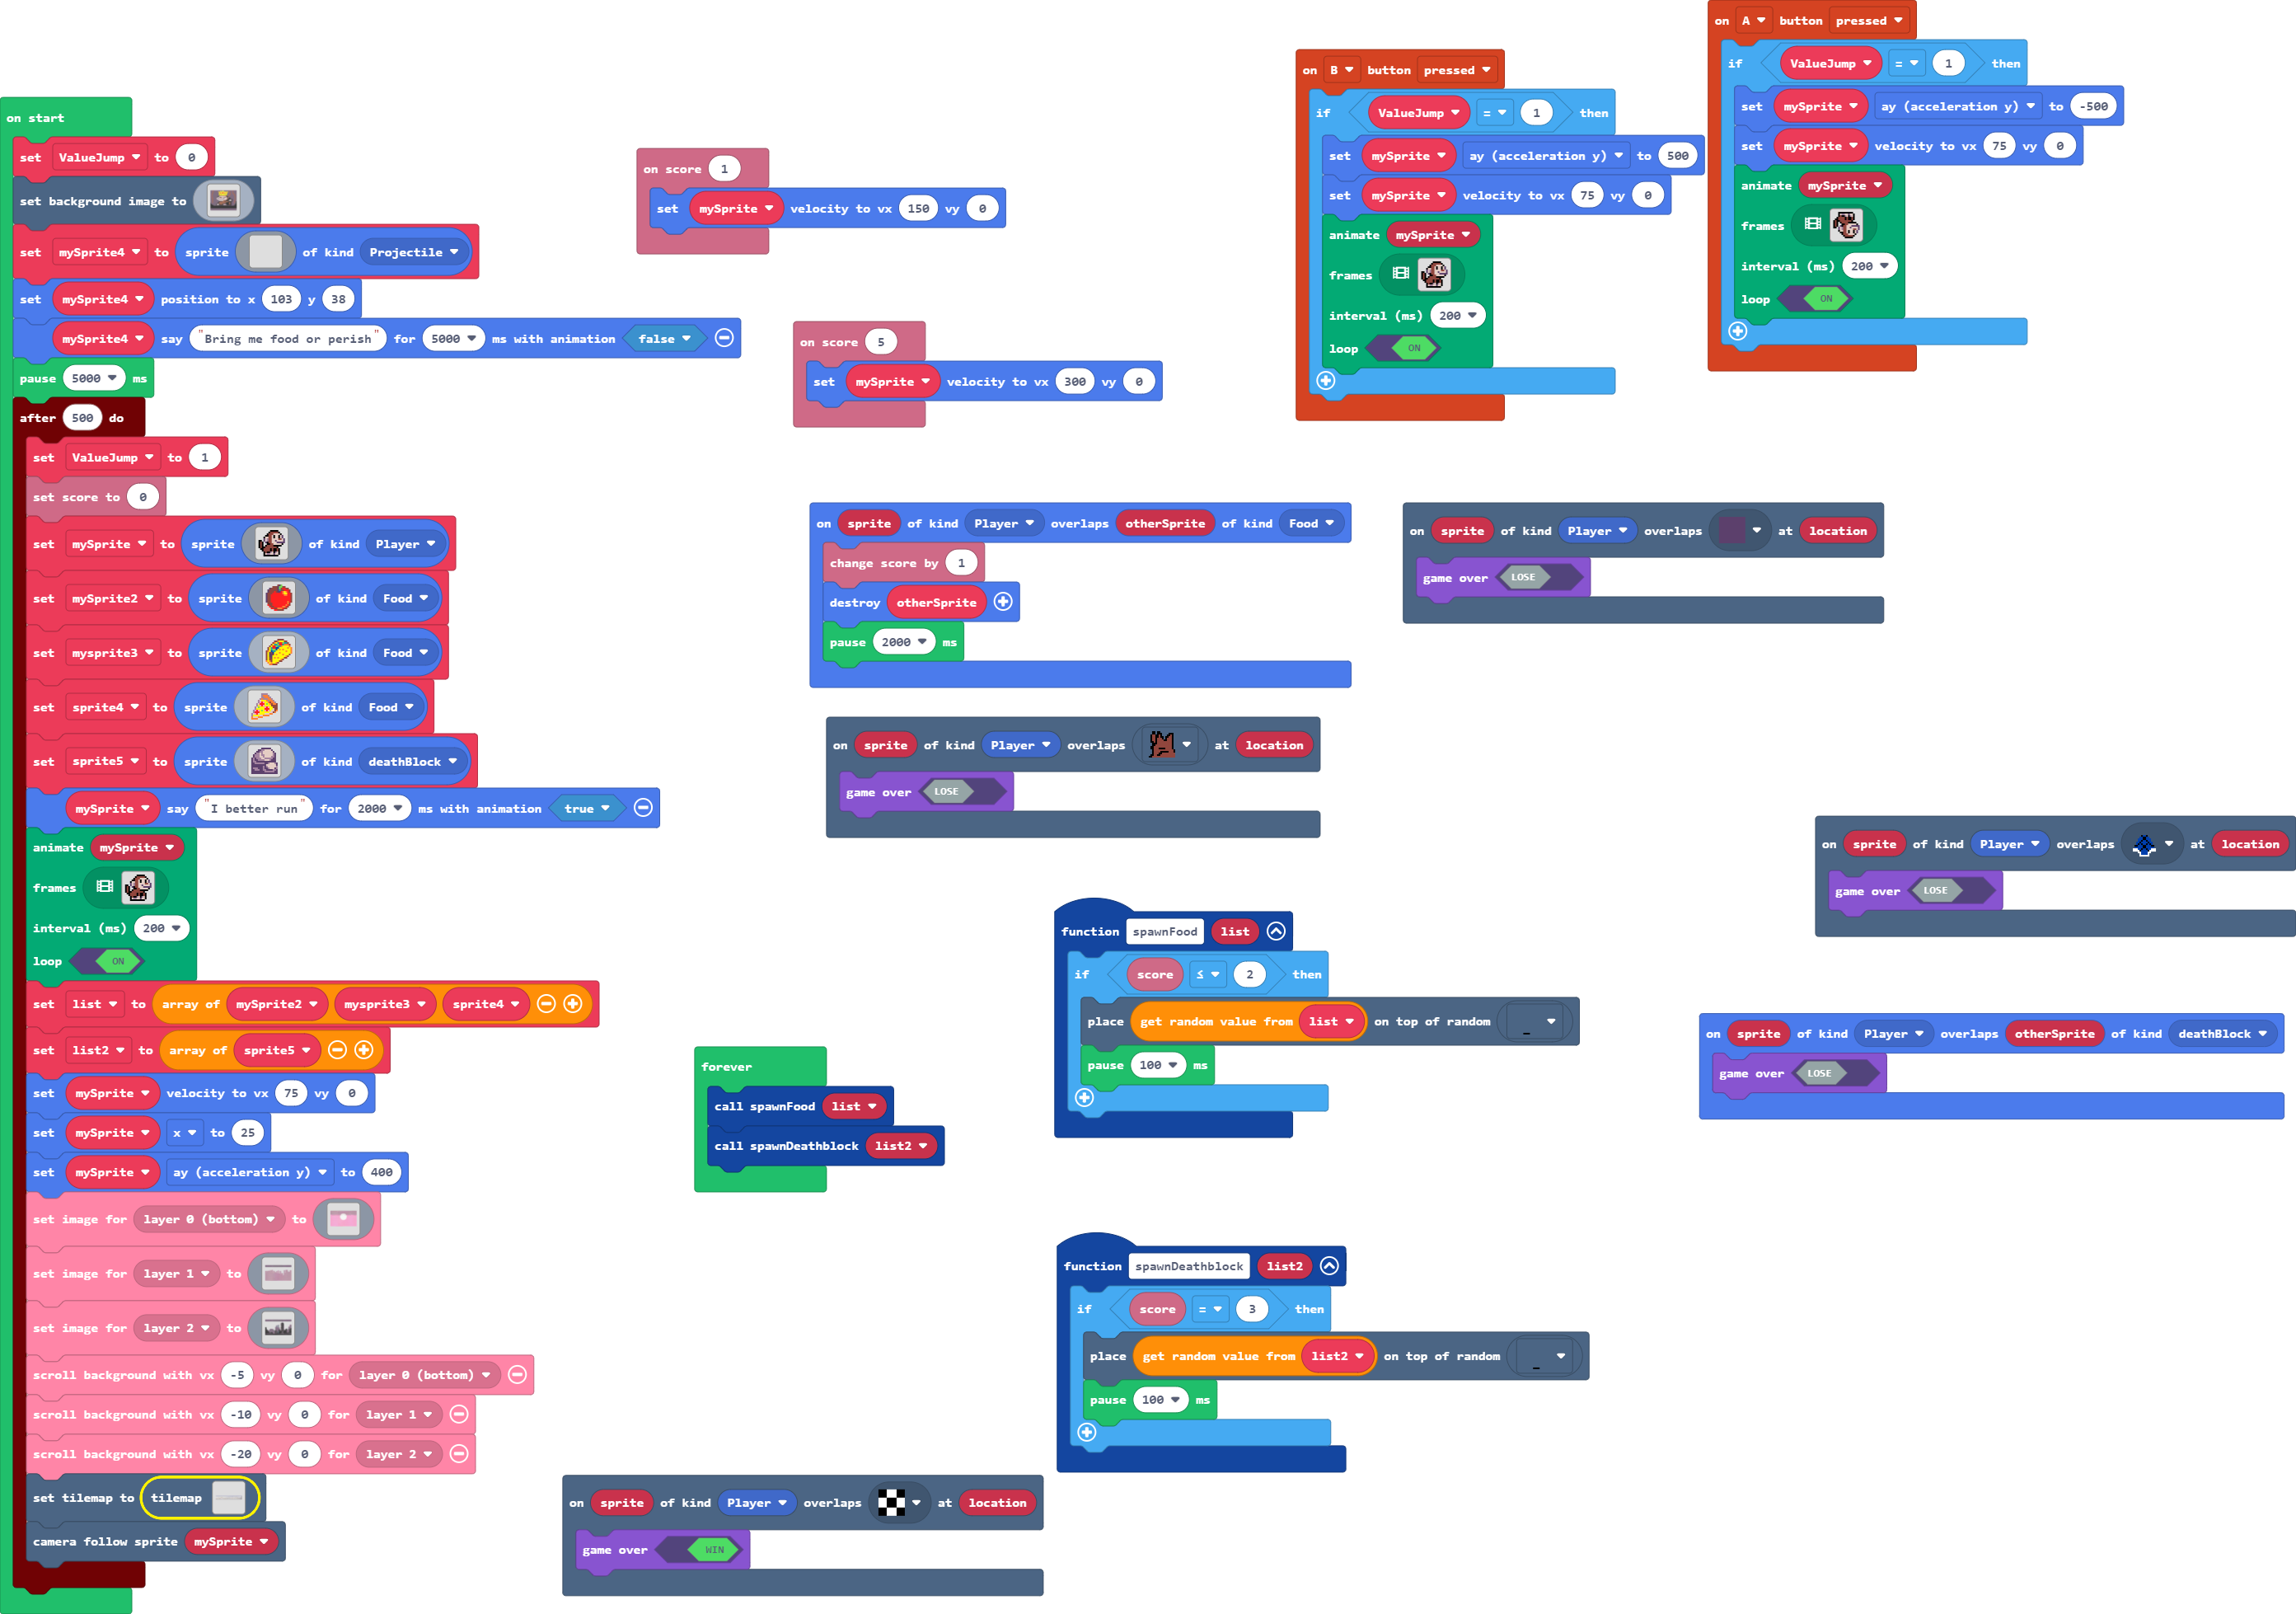 on start
set ValueJump to 0
set background image to
set mySprite4 to sprite of kind Projectile
set mySprite4 position to x 103 y 38
mySprite4 say "Bring me food or perish" for 5000 ms with animation false
pause 5000 ms
after 500 do
set ValueJump to 1
set score to 0
set mySprite to sprite of kind Player
set mySprite2 to sprite of kind Food
set mysprite3 to sprite of kind Food
set sprite4 to sprite of kind Food
set sprite5 to sprite of kind deathBlock
mySprite say "I better run" for 2000 ms with animation true
animate mySprite
frames
interval (ms) 200
loop ON
set list to array of mySprite2 mysprite3 sprite4
set list2 to array of sprite5
set mySprite velocity to vx 75 vy 0
set mySprite x to 25
set mySprite ay (acceleration y) to 400
set image for layer 0 (bottom) to
set image for layer 1 to
set image for layer 2 to
scroll background with vx -5 vy 0 for layer 0 (bottom)
scroll background with vx -10 vy 0 for layer 1
scroll background with vx -20 vy 0 for layer 2
set tilemap to tilemap
camera follow sprite mySprite
on score 1
set mySprite velocity to vx 150 vy 0
on score 5
set mySprite velocity to vx 300 vy 0
on B button pressed
if ValueJump = 1 then
set mySprite ay (acceleration y) to 500
set mySprite velocity to vx 75 vy 0
animate mySprite
frames
interval (ms) 200
loop ON
on A button pressed
if ValueJump = 1 then
set mySprite ay (acceleration y) to -500
set mySprite velocity to vx 75 vy 0
animate mySprite
frames
interval (ms) 200
loop ON
on sprite of kind Player overlaps otherSprite of kind Food
change score by 1
destroy otherSprite
pause 2000 ms
on sprite of kind Player overlaps at location
game over LOSE
on sprite of kind Player overlaps at location
game over LOSE
on sprite of kind Player overlaps at location
game over LOSE
function spawnFood list
if score ≤ 2 then
place get random value from list on top of random
pause 100 ms
on sprite of kind Player overlaps otherSprite of kind deathBlock
game over LOSE
forever
call spawnFood list
call spawnDeathblock list2
function spawnDeathblock list2
if score = 3 then
place get random value from list2 on top of random
pause 100 ms
on sprite of kind Player overlaps at location
game over WIN